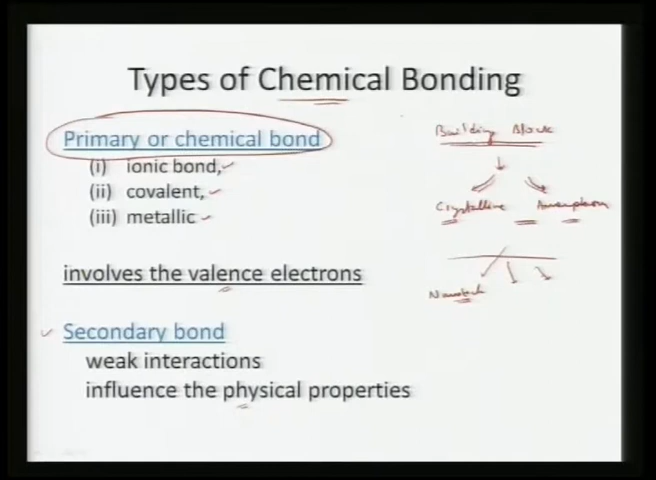 Types of Chemical Bonding
Primary or chemical bond
(i) ionic bond,
(ii) covalent,
(iii) metallic
involves the valence electrons
Secondary bond
weak interactions
influence the physical properties
Building Block
Crystalline